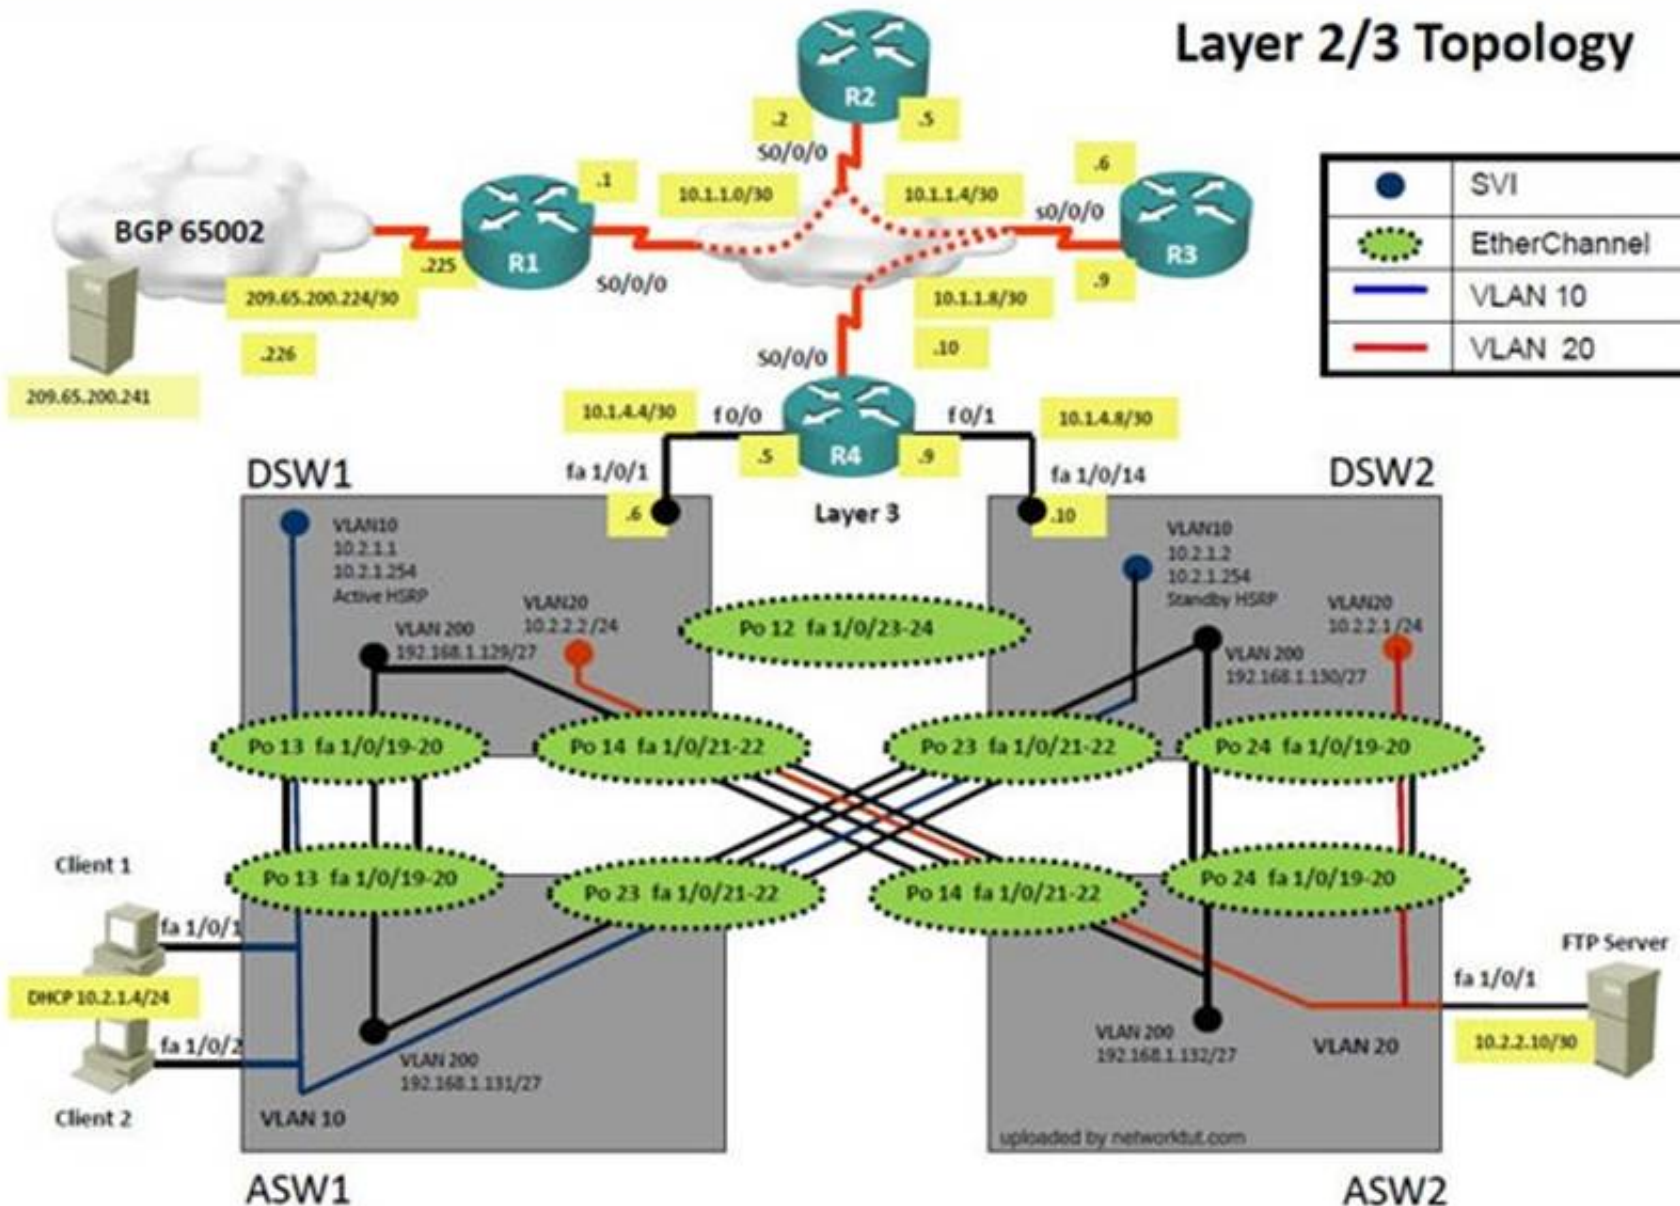 Layer 2/3 Topology
R2
.2
.5
S0/0/0
.1
10.1.1.0/30
10.1.1.4/30
.6
s0/0/0
R3
.9
BGP 65002
R1
.225
S0/0/0
209.65.200.224/30
.226
209.65.200.241
10.1.1.8/30
.10
S0/0/0
SVI
EtherChannel
VLAN 10
VLAN 20
10.1.4.4/30
f 0/0
f 0/1
10.1.4.8/30
.5
R4
.9
fa 1/0/1
fa 1/0/14
Layer 3
DSW1
.6
VLAN10
10.2.1.1
10.2.1.254
Active HSRP
VLAN20
10.2.2.2 /24
VLAN 200
192.168.1.129/27
Po 12 fa 1/0/23-24
DSW2
.10
VLAN10
10.2.1.2
10.2.1.254
Standby HSRP
VLAN20
10.2.2.1 /24
VLAN 200
192.168.1.130/27
Po 13 fa 1/0/19-20
Po 14 fa 1/0/21-22
Po 23 fa 1/0/21-22
Po 24 fa 1/0/19-20
Po 13 fa 1/0/19-20
Po 23 fa 1/0/21-22
Po 14 fa 1/0/21-22
Po 24 fa 1/0/19-20
Client 1
fa 1/0/1
DHCP 10.2.1.4/24
fa 1/0/2
Client 2
VLAN 200
192.168.1.131/27
VLAN 10
ASW1
VLAN 200
192.168.1.132/27
VLAN 20
FTP Server
fa 1/0/1
10.2.2.10/30
uploaded by networktut.com
ASW2